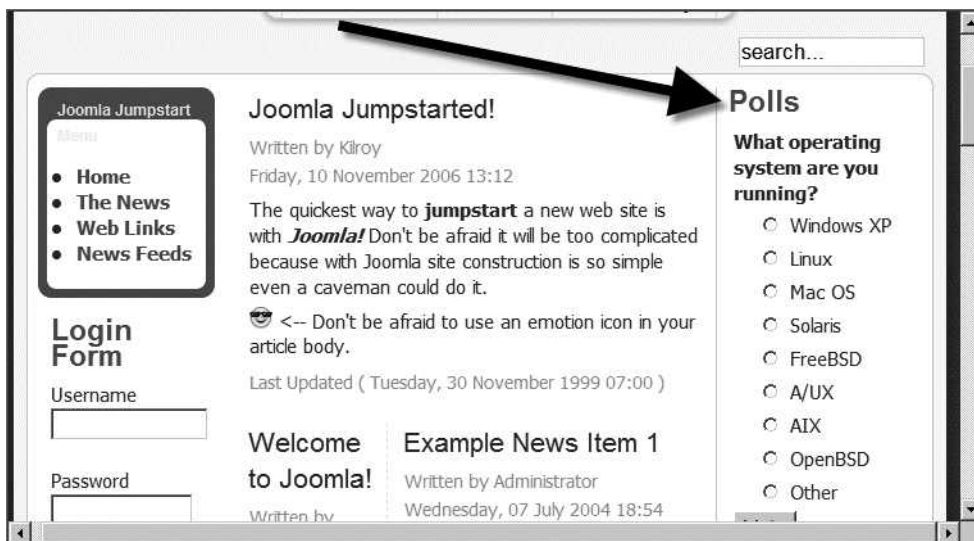 search...
Joomla Jumpstart
Menu
Home
The News
Web Links
News Feeds
Login
Form
Username
Password
Joomla Jumpstarted!
Written by Kilroy
Friday, 10 November 2006 13:12
The quickest way to jumpstart a new web site is
with Joomla! Don't be afraid it will be too complicated
because with Joomla site construction is so simple
even a caveman could do it.
<-- Don't be afraid to use an emotion icon in your
article body.
Last Updated ( Tuesday, 30 November 1999 07:00 )
Welcome
to Joomla!
Written by
Example News Item 1
Written by Administrator
Wednesday, 07 July 2004 18:54
Polls
What operating
system are you
running?
Windows XP
Linux
Mac OS
Solaris
FreeBSD
A/UX
AIX
OpenBSD
Other